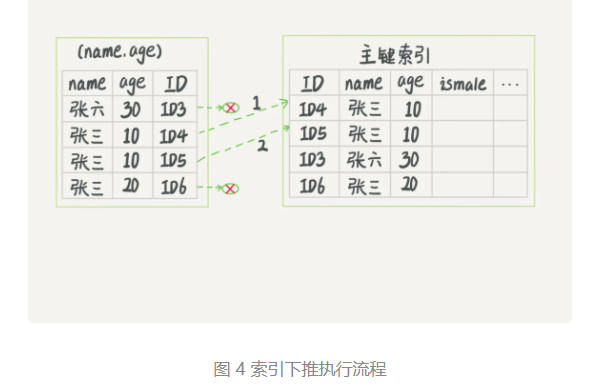 (name,age)
name age ID
张六 30 ID3
张三 10 ID4
张三 10 ID5
张三 20 ID6
1
2
主键索引
ID name age ismale ...
ID4 张三 10
ID5 张三 10
ID3 张六 30
ID6 张三 20
图 4 索引下推执行流程